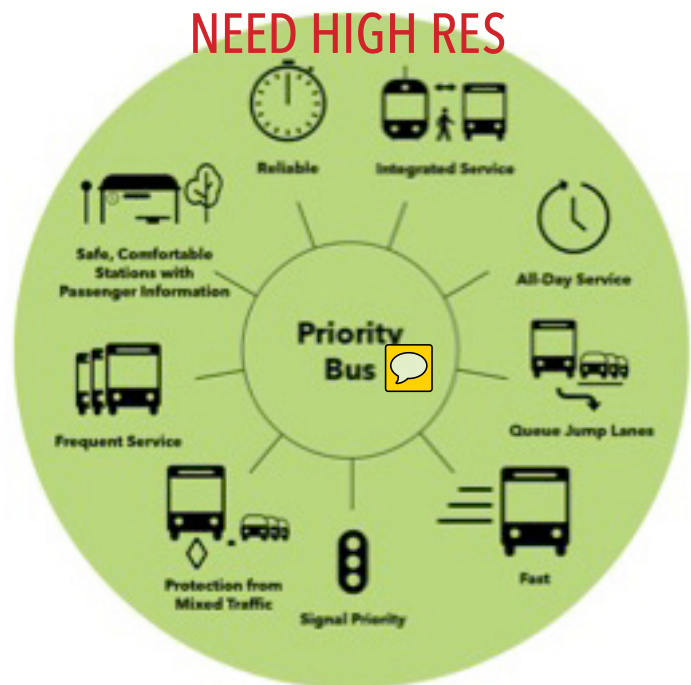 NEED HIGH RES
Reliable
Integrated Service
Safe, Comfortable
Stations with
Passenger Information
All-Day Service
Priority
Bus
Frequent Service
Queue Jump Lanes
Protection from
Mixed Traffic
Fast
Signal Priority